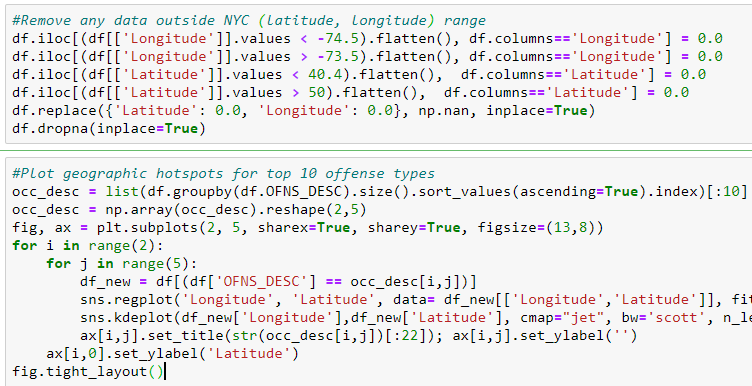 #Remove any data outside NYC (latitude, longitude) range
df.iloc[(df[['Longitude']].values < -74.5).flatten(), df.columns=='Longitude'] = 0.0
df.iloc[(df[['Longitude']].values > -73.5).flatten(), df.columns=='Longitude'] = 0.0
df.iloc[(df[['Latitude']].values < 40.4).flatten(),  df.columns=='Latitude'] = 0.0
df.iloc[(df[['Latitude']].values > 50).flatten(),  df.columns=='Latitude'] = 0.0
df.replace({'Latitude': 0.0, 'Longitude': 0.0}, np.nan, inplace=True)
df.dropna(inplace=True)
#Plot geographic hotspots for top 10 offense types
occ_desc = list(df.groupby(df.OFNS_DESC).size().sort_values(ascending=True).index)[:10]
occ_desc = np.array(occ_desc).reshape(2,5)
fig, ax = plt.subplots(2, 5, sharex=True, sharey=True, figsize=(13,8))
for i in range(2):
    for j in range(5):
        df_new = df[(df['OFNS_DESC'] == occ_desc[i,j])]
        sns.regplot('Longitude', 'Latitude', data= df_new[['Longitude','Latitude']], fit
        sns.kdeplot(df_new['Longitude'],df_new['Latitude'], cmap="jet", bw='scott', n_le
        ax[i,j].set_title(str(occ_desc[i,j])[:22]); ax[i,j].set_ylabel('')
    ax[i,0].set_ylabel('Latitude')
fig.tight_layout()